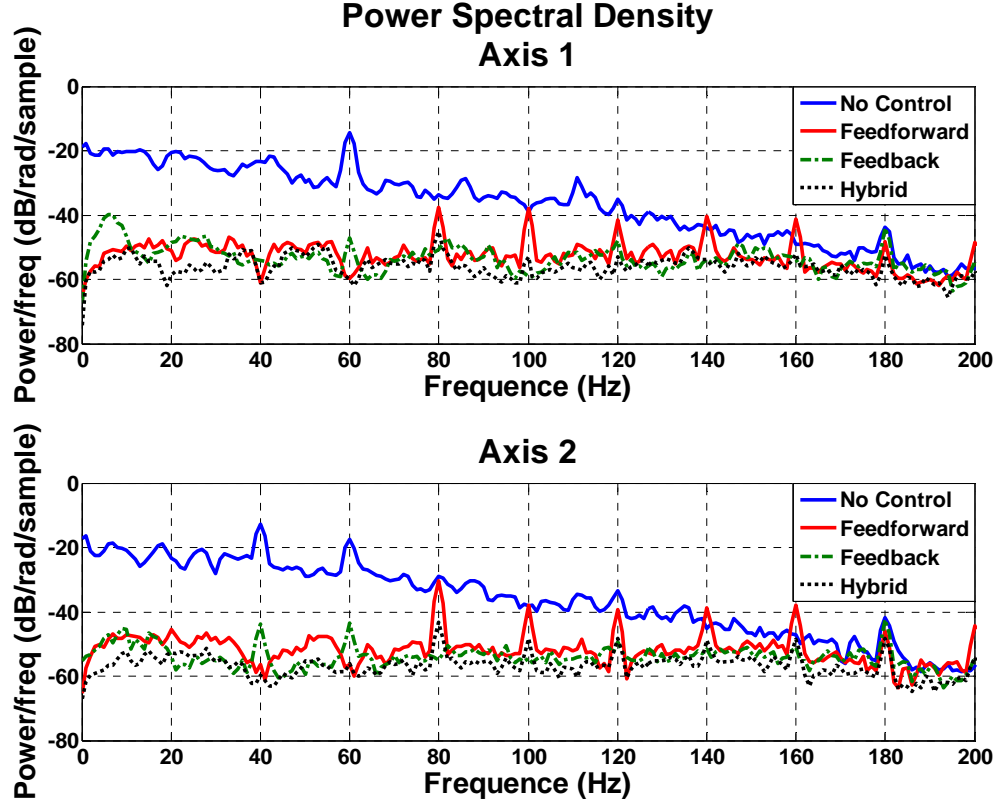 Power Spectral Density
Axis 1
Power/freq (dB/rad/sample)
0
-20
-40
-60
-80
No Control
Feedforward
Feedback
Hybrid
0 20 40 60 80 100 120 140 160 180 200
Frequence (Hz)
Axis 2
Power/freq (dB/rad/sample)
0
-20
-40
-60
-80
No Control
Feedforward
Feedback
Hybrid
0 20 40 60 80 100 120 140 160 180 200
Frequence (Hz)